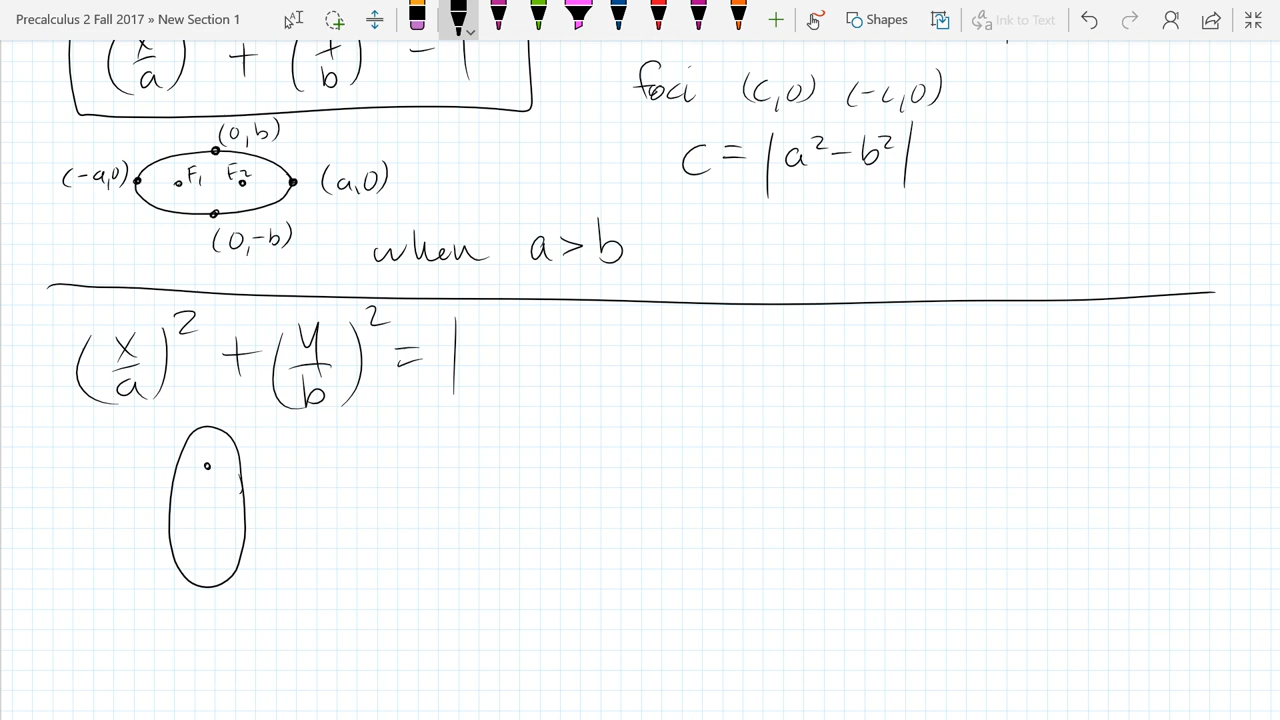 Precalculus 2 Fall 2017 » New Section 1
Shapes
Ink to Text
(x/a) + (y/b) = 1
foci (c,0) (-c,0)
c = |a² - b²|
(0,b)
(-a,0) F₁ F₂ (a,0)
(0,-b)
when a > b
(x/a)² + (y/b)² = 1